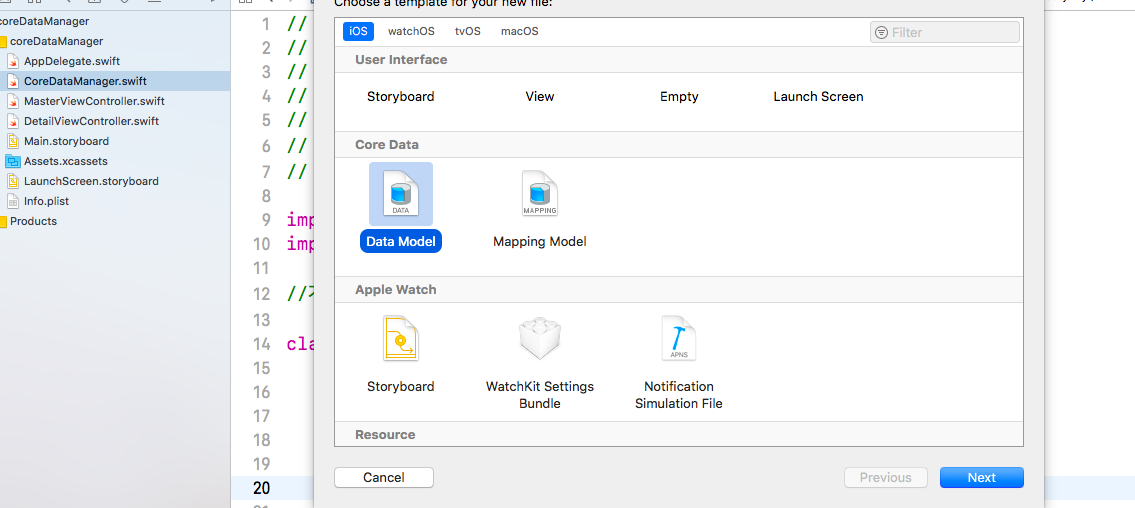 Choose a template for your new file:
coreDataManager
coreDataManager
AppDelegate.swift
CoreDataManager.swift
MasterViewController.swift
DetailViewController.swift
Main.storyboard
Assets.xcassets
LaunchScreen.storyboard
Info.plist
Products
1 //
2 //
3 //
4 //
5 //
6 //
7 //
8
9 imp
10 imp
11
12 //
13
14 cla
15
16
17
18
19
20
iOS watchOS tvOS macOS Filter
User Interface
Storyboard View Empty Launch Screen
Core Data
DATA MAPPING
Data Model Mapping Model
Apple Watch
APNS
Storyboard WatchKit Settings Notification
Bundle Simulation File
Resource
Cancel Previous Next